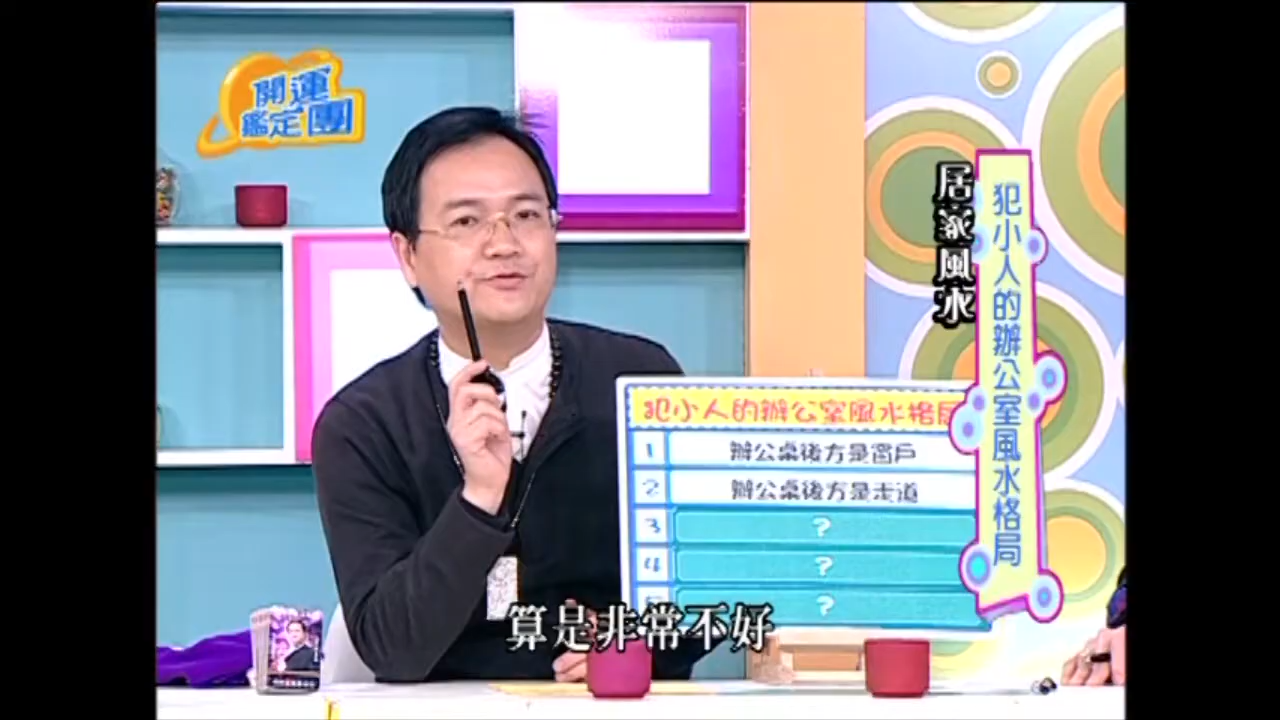 開運
鑑定團
居家風水
犯小人的辦公室風水格局
犯小人的辦公室風水格局
1 辦公桌後方是窗戶
2 辦公桌後方是走道
3 ?
4 ?
5 ?
算是非常不好